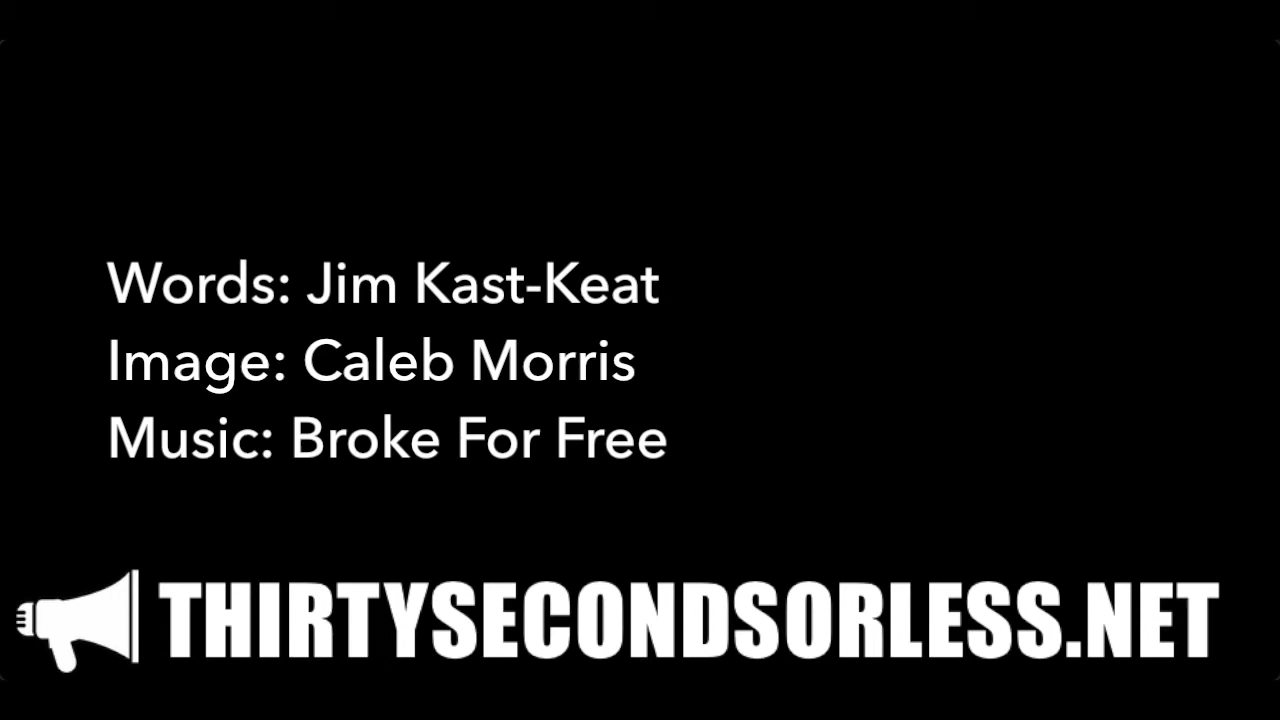 Words: Jim Kast-Keat
Image: Caleb Morris
Music: Broke For Free
THIRTYSECONDSORLESS.NET